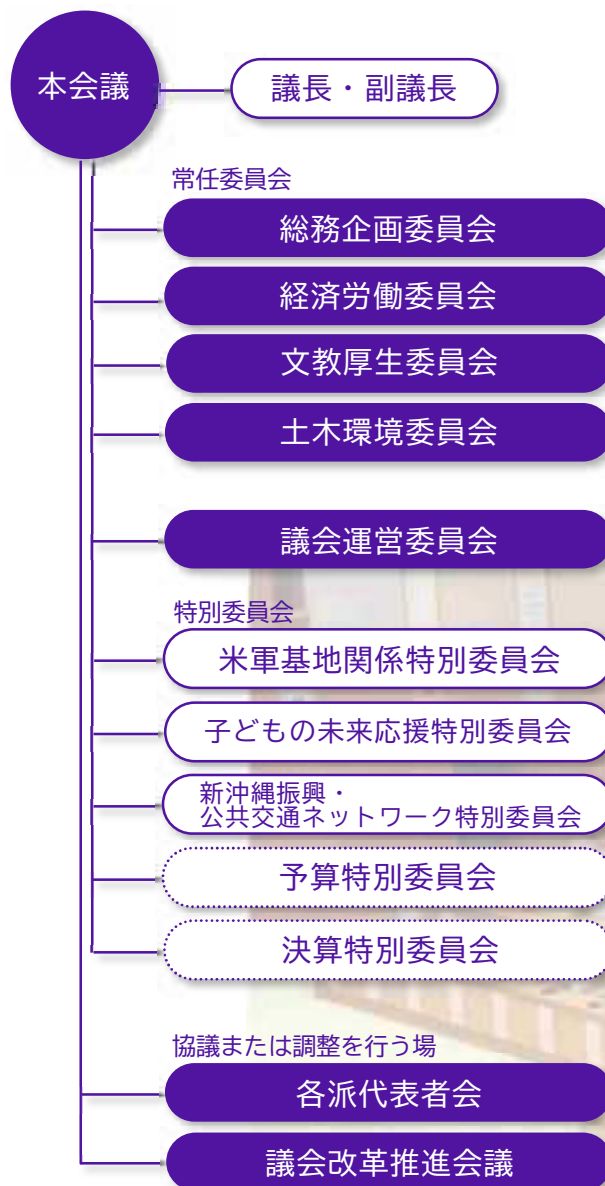 本会議
議長・副議長
常任委員会
総務企画委員会
経済労働委員会
文教厚生委員会
土木環境委員会
議会運営委員会
特別委員会
米軍基地関係特別委員会
子どもの未来応援特別委員会
新沖縄振興・
公共交通ネットワーク特別委員会
予算特別委員会
決算特別委員会
協議または調整を行う場
各派代表者会
議会改革推進会議